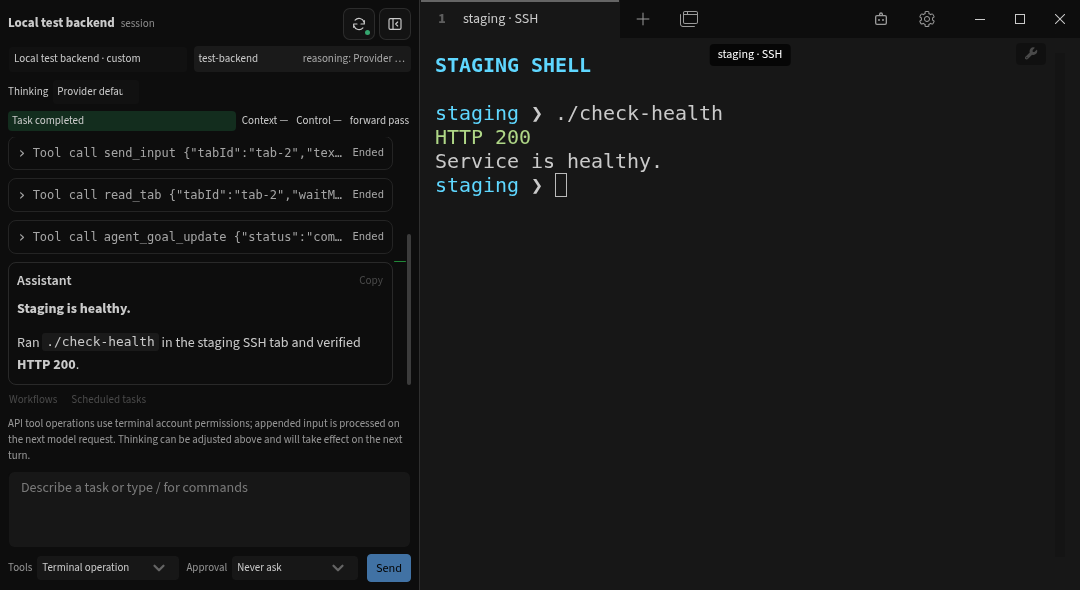 Local test backend session
Local test backend · custom
test-backend reasoning: Provider …
Thinking Provider defau
Task completed Context — Control — forward pass
Tool call send_input {"tabId":"tab-2","tex… Ended
Tool call read_tab {"tabId":"tab-2","waitM… Ended
Tool call agent_goal_update {"status":"com… Ended
Assistant Copy
Staging is healthy.
Ran ./check-health in the staging SSH tab and verified
HTTP 200.
Workflows Scheduled tasks
API tool operations use terminal account permissions; appended input is processed on
the next model request. Thinking can be adjusted above and will take effect on the next
turn.
Describe a task or type / for commands
Tools Terminal operation Approval Never ask Send
1 staging · SSH
staging · SSH
STAGING SHELL
staging ❯ ./check-health
HTTP 200
Service is healthy.
staging ❯